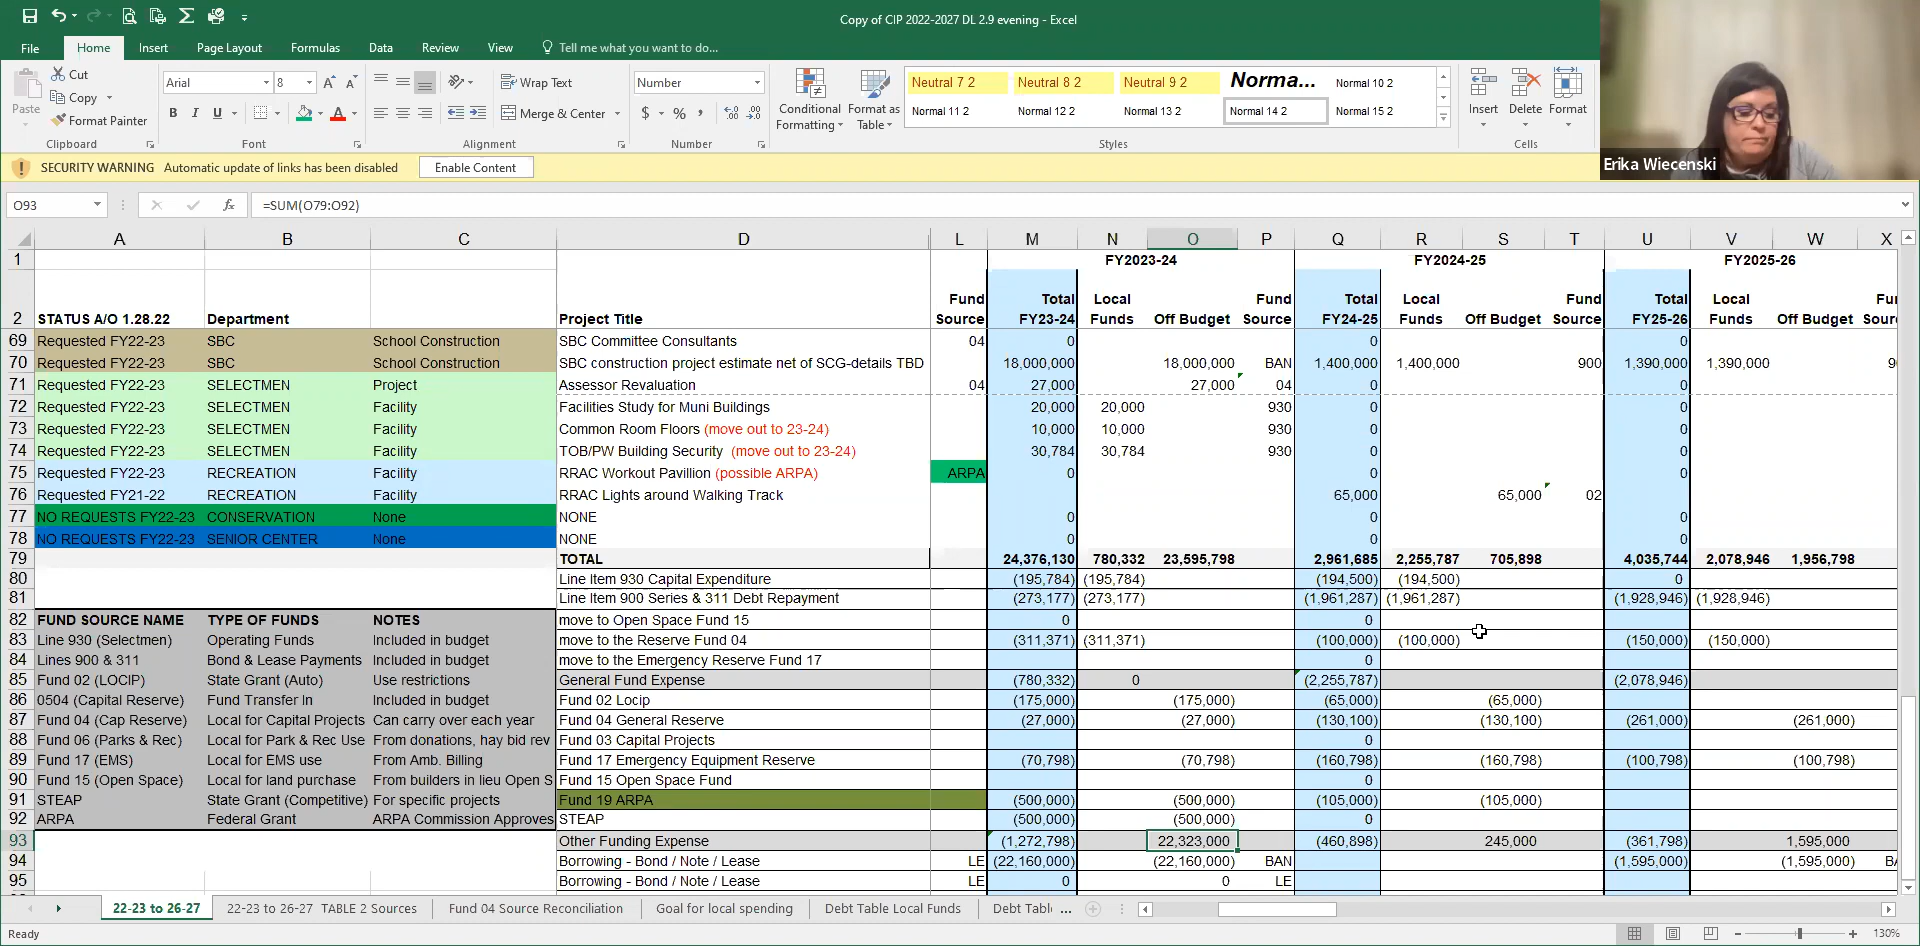 Copy of CIP 2022-2027 DL 2.9 evening - Excel
File Home Insert Page Layout Formulas Data Review View Tell me what you want to do...
Paste Cut Copy Format Painter Clipboard
Arial 8 B I U A Font
Wrap Text Merge & Center Alignment
Number $ % , Number
Conditional Formatting Format as Table
Neutral 7 2 Neutral 8 2 Neutral 9 2 Norma... Normal 10 2
Normal 11 2 Normal 12 2 Normal 13 2 Normal 14 2 Normal 15 2
Styles
Insert Delete Format Cells
Erika Wiecenski
SECURITY WARNING Automatic update of links has been disabled Enable Content
O93 fx =SUM(O79:O92)
A B C D L M N O P Q R S T U V W X
1 FY2023-24 FY2024-25 FY2025-26
Fund Total Local Fund Total Local Fund Total Local
2 STATUS A/O 1.28.22 Department Project Title Source FY23-24 Funds Off Budget Source FY24-25 Funds Off Budget Source FY25-26 Funds Off Budget
69 Requested FY22-23 SBC School Construction SBC Committee Consultants 04 0 0 0
70 Requested FY22-23 SBC School Construction SBC construction project estimate net of SCG-details TBD 18,000,000 18,000,000 BAN 1,400,000 1,400,000 900 1,390,000 1,390,000
71 Requested FY22-23 SELECTMEN Project Assessor Revaluation 04 27,000 27,000 04 0 0
72 Requested FY22-23 SELECTMEN Facility Facilities Study for Muni Buildings 20,000 20,000 930 0 0
73 Requested FY22-23 SELECTMEN Facility Common Room Floors (move out to 23-24) 10,000 10,000 930 0 0
74 Requested FY22-23 SELECTMEN Facility TOB/PW Building Security (move out to 23-24) 30,784 30,784 930 0 0
75 Requested FY22-23 RECREATION Facility RRAC Workout Pavillion (possible ARPA) ARPA 0 0 0
76 Requested FY21-22 RECREATION Facility RRAC Lights around Walking Track 65,000 65,000 02
77 NO REQUESTS FY22-23 CONSERVATION None NONE 0 0 0
78 NO REQUESTS FY22-23 SENIOR CENTER None NONE 0 0 0
79 TOTAL 24,376,130 780,332 23,595,798 2,961,685 2,255,787 705,898 4,035,744 2,078,946 1,956,798
80 Line Item 930 Capital Expenditure (195,784) (195,784) (194,500) (194,500) 0
81 Line Item 900 Series & 311 Debt Repayment (273,177) (273,177) (1,961,287) (1,961,287) (1,928,946) (1,928,946)
82 FUND SOURCE NAME TYPE OF FUNDS NOTES move to Open Space Fund 15 0 0
83 Line 930 (Selectmen) Operating Funds Included in budget move to the Reserve Fund 04 (311,371) (311,371) (100,000) (100,000) (150,000) (150,000)
84 Lines 900 & 311 Bond & Lease Payments Included in budget move to the Emergency Reserve Fund 17 0
85 Fund 02 (LOCIP) State Grant (Auto) Use restrictions General Fund Expense (780,332) 0 (2,255,787) (2,078,946)
86 0504 (Capital Reserve) Fund Transfer In Included in budget Fund 02 Locip (175,000) (175,000) (65,000) (65,000)
87 Fund 04 (Cap Reserve) Local for Capital Projects Can carry over each year Fund 04 General Reserve (27,000) (27,000) (130,100) (130,100) (261,000) (261,000)
88 Fund 06 (Parks & Rec) Local for Park & Rec Use From donations, hay bid rev Fund 03 Capital Projects 0
89 Fund 17 (EMS) Local for EMS use From Amb. Billing Fund 17 Emergency Equipment Reserve (70,798) (70,798) (160,798) (160,798) (100,798) (100,798)
90 Fund 15 (Open Space) Local for land purchase From builders in lieu Open S Fund 15 Open Space Fund 0
91 STEAP State Grant (Competitive) For specific projects Fund 19 ARPA (500,000) (500,000) (105,000) (105,000)
92 ARPA Federal Grant ARPA Commission Approves STEAP (500,000) (500,000) 0
93 Other Funding Expense (1,272,798) 22,323,000 (460,898) 245,000 (361,798) 1,595,000
94 Borrowing - Bond / Note / Lease LE (22,160,000) (22,160,000) BAN (1,595,000) (1,595,000)
95 Borrowing - Bond / Note / Lease LE 0 0 LE
22-23 to 26-27 22-23 to 26-27 TABLE 2 Sources Fund 04 Source Reconciliation Goal for local spending Debt Table Local Funds Debt Tabl ...
Ready 130%